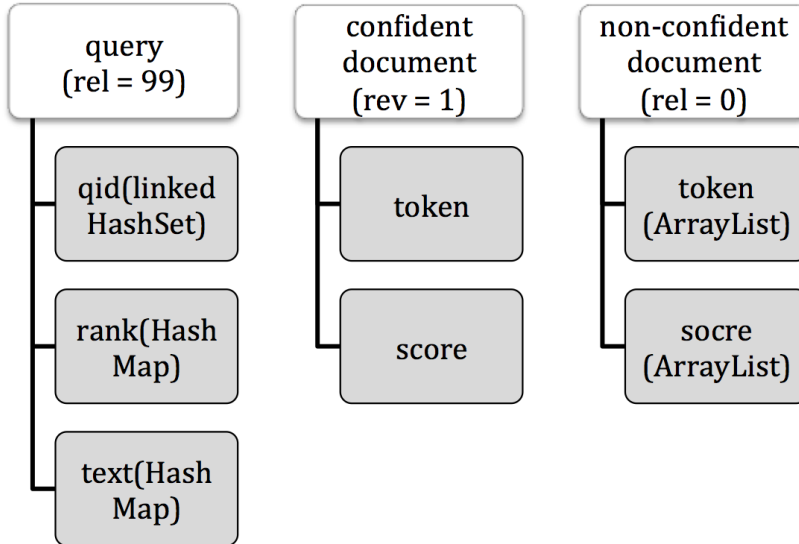 query
(rel = 99)
qid(linked
HashSet)
rank(Hash
Map)
text(Hash
Map)
confident
document
(rev = 1)
token
score
non-confident
document
(rel = 0)
token
(ArrayList)
socre
(ArrayList)